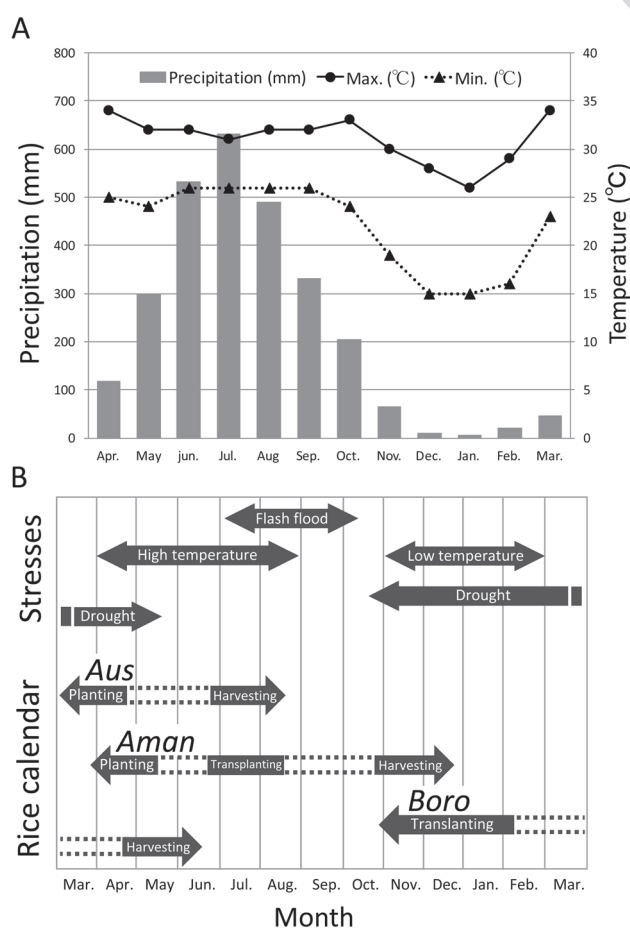 A
800 40
Precipitation (mm) Max. (℃) Min. (℃)
700 35
600 30
500 25
400 20
300 15
200 10
100 5
0 0
Precipitation (mm)
Temperature (℃)
Apr. May jun. Jul. Aug Sep. Oct. Nov. Dec. Jan. Feb. Mar.
B
Stresses
Flash flood
High temperature Low temperature
Drought
Drought
Rice calendar
Aus
Planting Harvesting
Aman
Planting Transplanting Harvesting
Boro
Translanting
Harvesting
Mar. Apr. May Jun. Jul. Aug. Sep. Oct. Nov. Dec. Jan. Feb. Mar.
Month